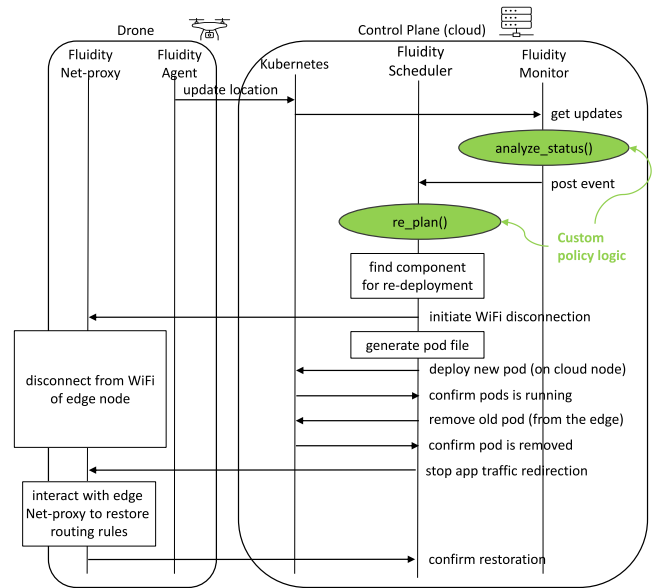 Drone
Control Plane (cloud)
Fluidity
Net-proxy
Fluidity
Agent
Kubernetes
Fluidity
Scheduler
Fluidity
Monitor
update location
get updates
analyze_status()
post event
re_plan()
Custom
policy logic
find component
for re-deployment
initiate WiFi disconnection
generate pod file
disconnect from WiFi
of edge node
deploy new pod (on cloud node)
confirm pods is running
remove old pod (from the edge)
confirm pod is removed
stop app traffic redirection
interact with edge
Net-proxy to restore
routing rules
confirm restoration